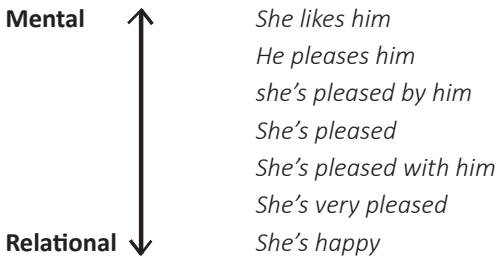 Mental She likes him
He pleases him
she’s pleased by him
She’s pleased
She’s pleased with him
She’s very pleased
Relational She’s happy